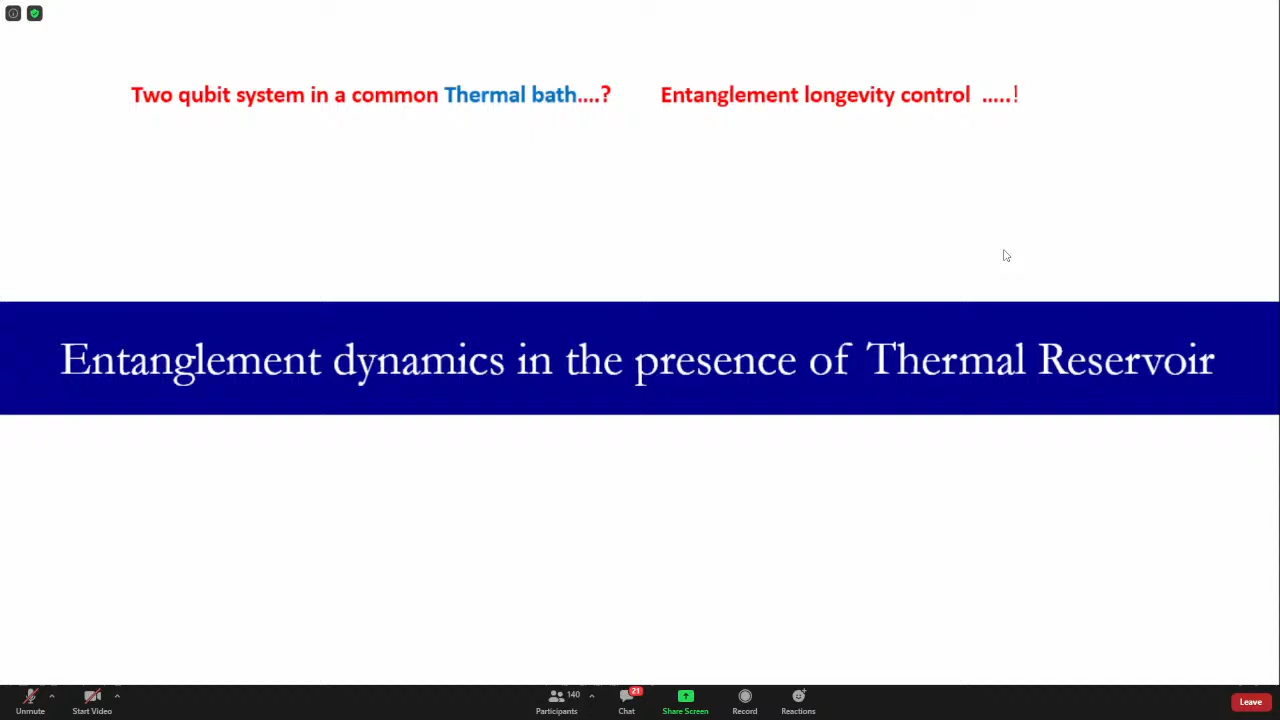 Two qubit system in a common Thermal bath....? Entanglement longevity control .....!
Entanglement dynamics in the presence of Thermal Reservoir
140
21
Unmute
Start Video
Participants
Chat
Share Screen
Record
Reactions
Leave